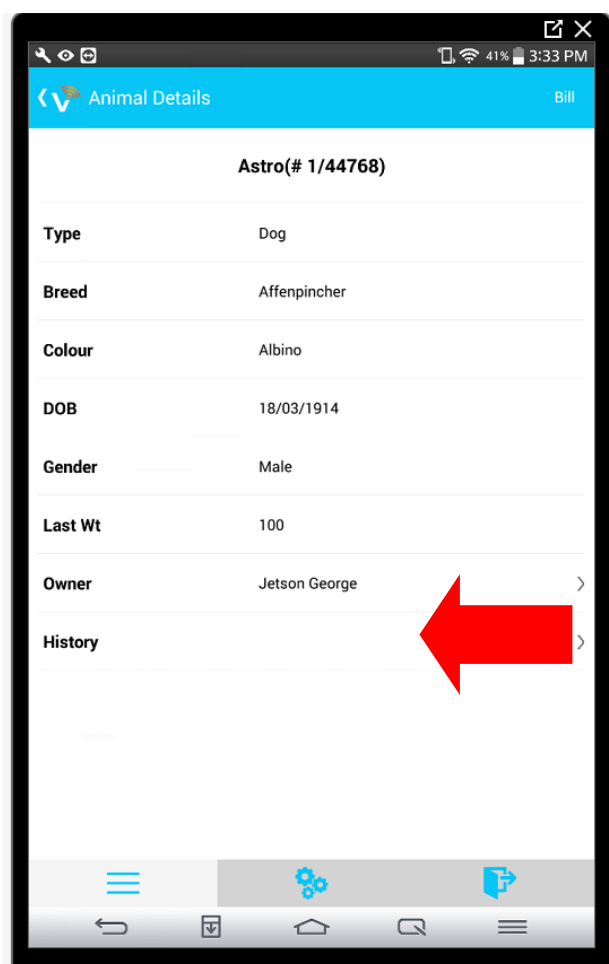 41% 3:33 PM
Animal Details Bill
Astro(# 1/44768)
Type Dog
Breed Affenpincher
Colour Albino
DOB 18/03/1914
Gender Male
Last Wt 100
Owner Jetson George
History